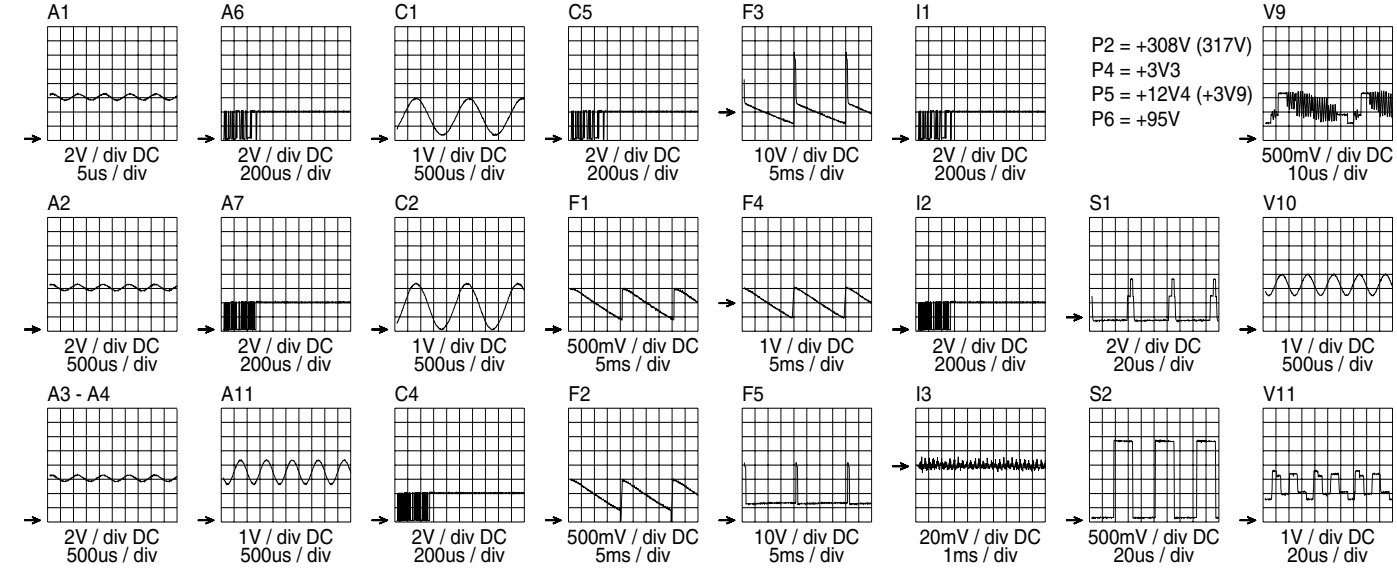 A1
2V / div DC
5us / div
A6
2V / div DC
200us / div
C1
1V / div DC
500us / div
C5
2V / div DC
200us / div
F3
10V / div DC
5ms / div
I1
2V / div DC
200us / div
P2 = +308V (317V)
P4 = +3V3
P5 = +12V4 (+3V9)
P6 = +95V
V9
500mV / div DC
10us / div
A2
2V / div DC
500us / div
A7
2V / div DC
200us / div
C2
1V / div DC
500us / div
F1
500mV / div DC
5ms / div
F4
1V / div DC
5ms / div
I2
2V / div DC
200us / div
S1
2V / div DC
20us / div
V10
1V / div DC
500us / div
A3 - A4
2V / div DC
500us / div
A11
1V / div DC
500us / div
C4
2V / div DC
200us / div
F2
500mV / div DC
5ms / div
F5
10V / div DC
5ms / div
I3
20mV / div DC
1ms / div
S2
500mV / div DC
20us / div
V11
1V / div DC
20us / div